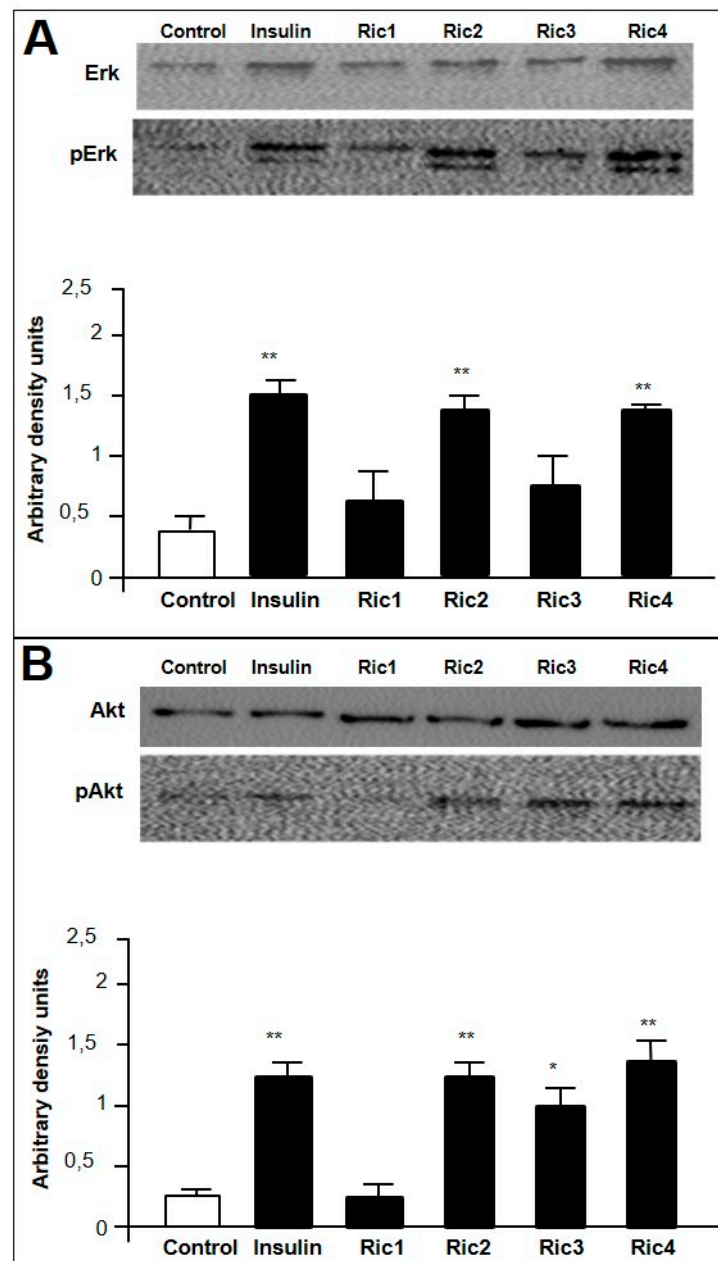 A
Control Insulin Ric1 Ric2 Ric3 Ric4
Erk
pErk
Arbitrary density units
2,5
2
1,5
1
0,5
0
** ** **
Control Insulin Ric1 Ric2 Ric3 Ric4
B
Control Insulin Ric1 Ric2 Ric3 Ric4
Akt
pAkt
Arbitrary densiy units
2,5
2
1,5
1
0,5
0
** ** * **
Control Insulin Ric1 Ric2 Ric3 Ric4